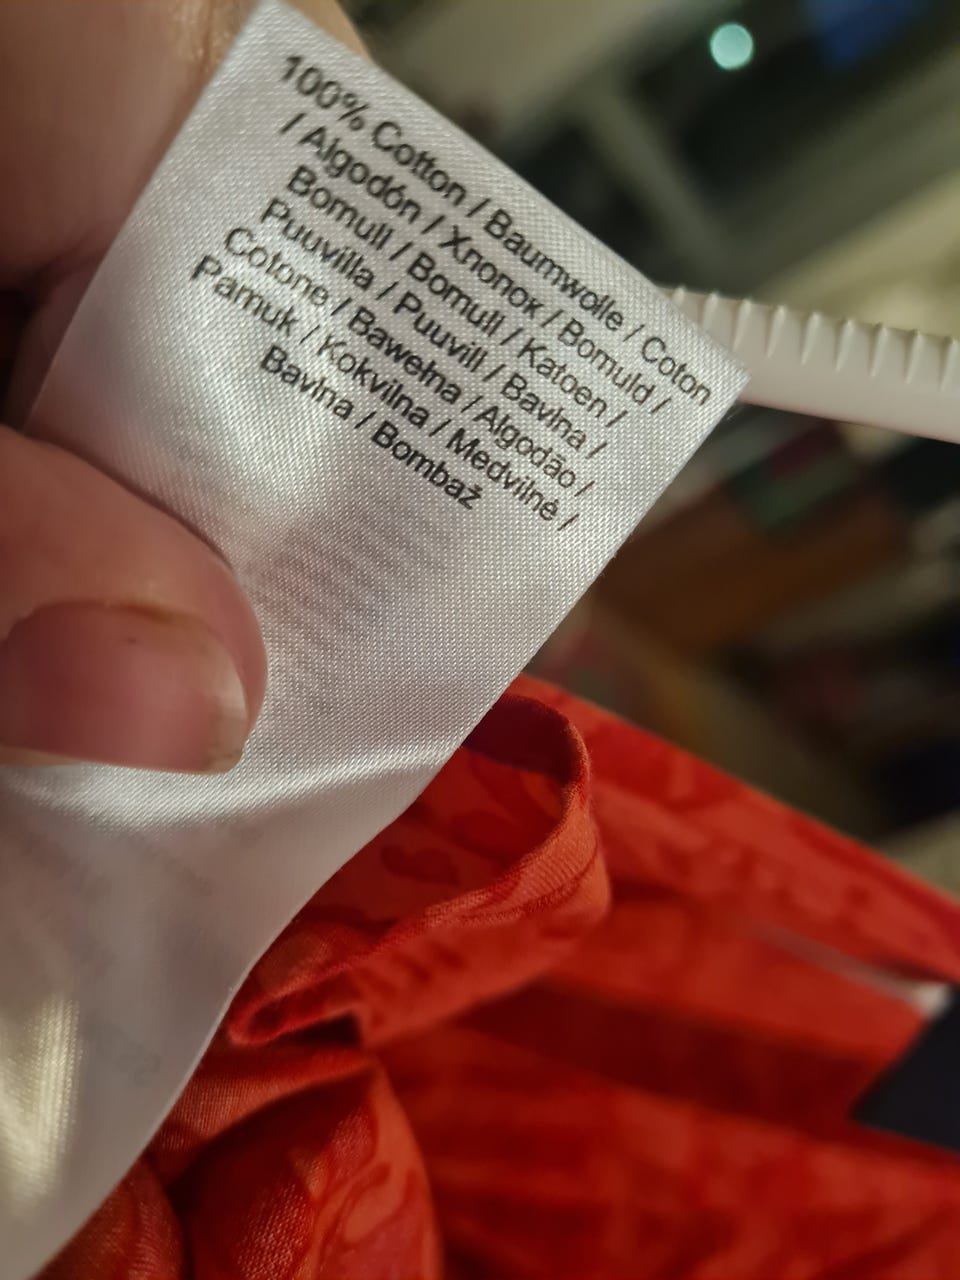 100% Cotton / Baumwolle / Coton
/ Algodón / Хлопок / Bomuld /
Bomull / Bomull / Katoen /
Puuvilla / Puuvill / Bavlna /
Cotone / Bawełna / Algodão /
Pamuk / Kokvilna / Medvilné /
Bavlna / Bombaž